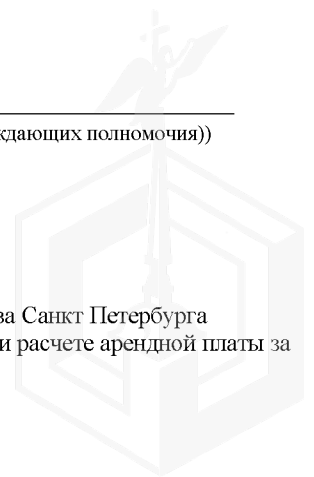 ждающих полномочия))
ва Санкт Петербурга
и расчете арендной платы за